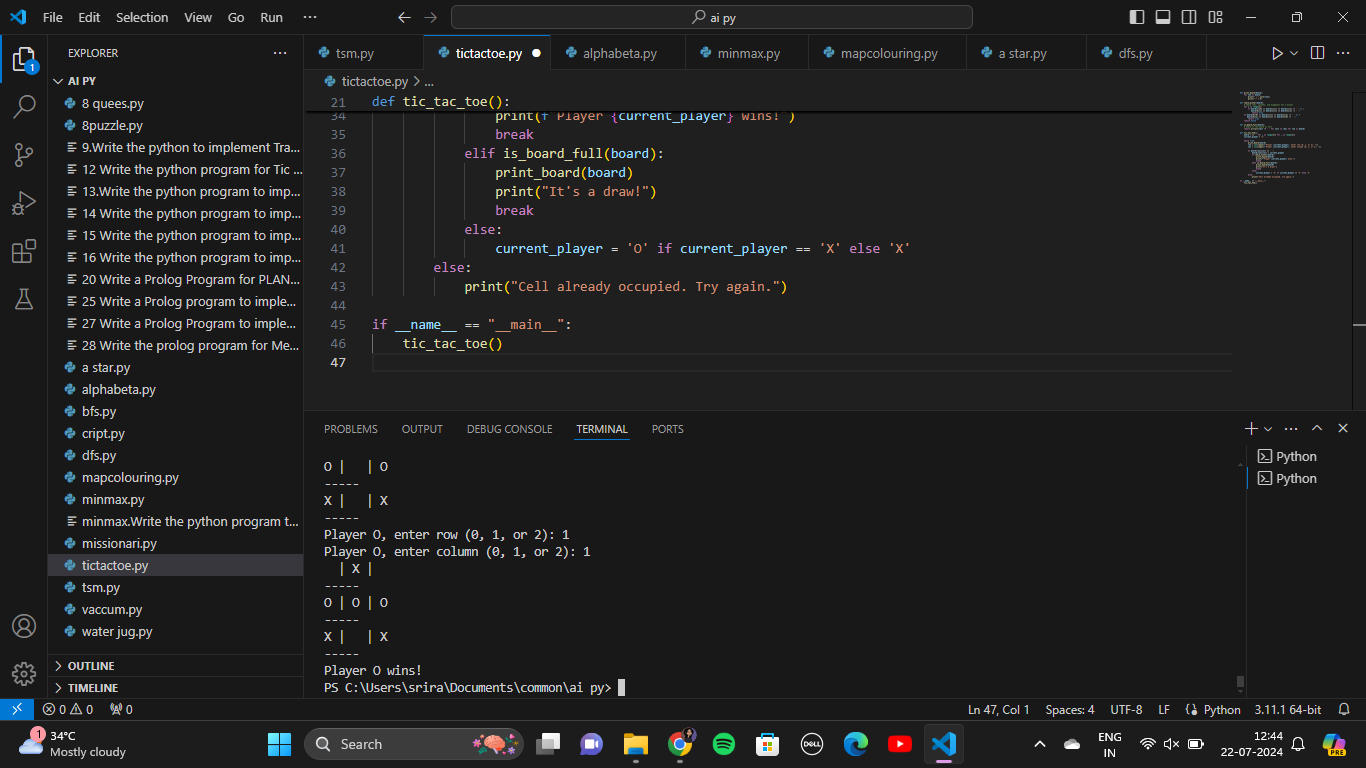 File Edit Selection View Go Run ··· ai py
EXPLORER ···
AI PY
8 quees.py
8puzzle.py
9.Write the python to implement Tra...
12 Write the python program for Tic ...
13.Write the python program to imp...
14 Write the python program to imp...
15 Write the python program to imp...
16 Write the python program to imp...
20 Write a Prolog Program for PLAN...
25 Write a Prolog program to imple...
27 Write a Prolog Program to imple...
28 Write the prolog program for Me...
a star.py
alphabeta.py
bfs.py
cript.py
dfs.py
mapcolouring.py
minmax.py
minmax.Write the python program t...
missionari.py
tictactoe.py
tsm.py
vaccum.py
water jug.py
OUTLINE
TIMELINE
1
tsm.py tictactoe.py alphabeta.py minmax.py mapcolouring.py a star.py dfs.py
tictactoe.py > ...
21 def tic_tac_toe():
34 print(f"Player {current_player} wins!")
35 break
36 elif is_board_full(board):
37 print_board(board)
38 print("It's a draw!")
39 break
40 else:
41 current_player = 'O' if current_player == 'X' else 'X'
42 else:
43 print("Cell already occupied. Try again.")
44
45 if __name__ == "__main__":
46 tic_tac_toe()
47
PROBLEMS OUTPUT DEBUG CONSOLE TERMINAL PORTS
O |   | O
-----
X |   | X
-----
Player O, enter row (0, 1, or 2): 1
Player O, enter column (0, 1, or 2): 1
  | X |
-----
O | O | O
-----
X |   | X
-----
Player O wins!
PS C:\Users\srira\Documents\common\ai py>
Python
Python
0 0 0 Ln 47, Col 1 Spaces: 4 UTF-8 LF Python 3.11.1 64-bit
1
34°C
Mostly cloudy
Search
DELL
ENG
IN
12:44
22-07-2024
PRE